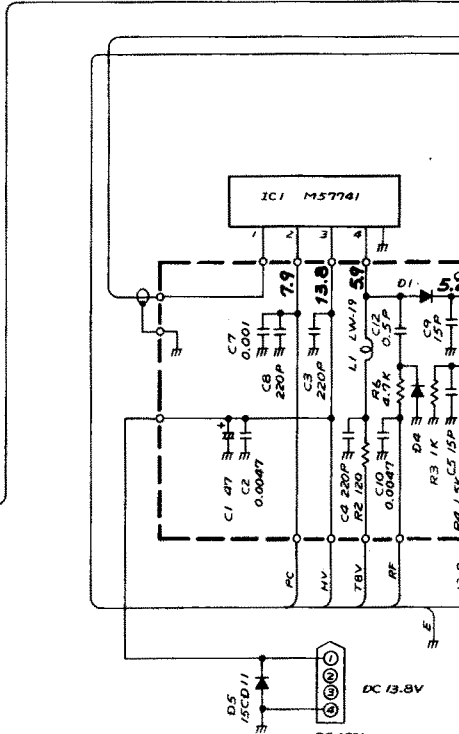 IC1 M57741
1 2 3 4
7.9
13.8
5.9
D1
5.
C7
0.001
C8
220P
C3
220P
L1 LW-19
C12
0.5P
C9
15P
R6
4.7K
D4
R3 1K
C5 15P
C1 47
C2
0.0047
C4 220P
R2 120
C10
0.0047
+
PC
HV
T8V
RF
E
D5
15CD11
1
2
3
4
DC 13.8V